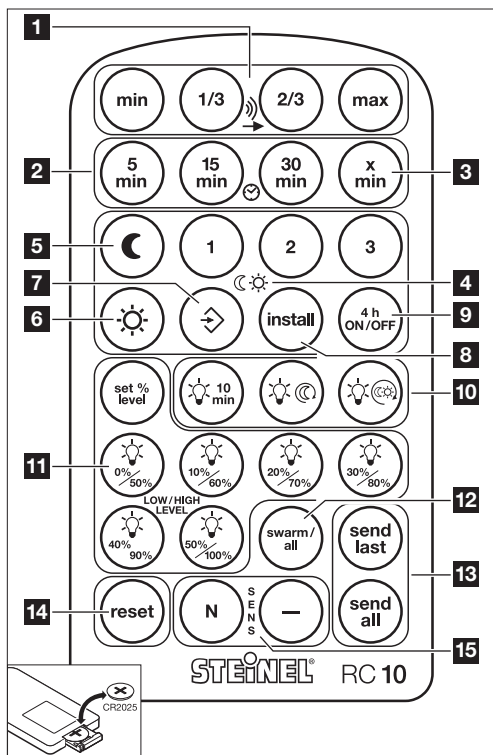 1
min 1/3 2/3 max
2
5 min 15 min 30 min x min
3
5
1 2 3
7
4
6
install
4 h ON/OFF
9
8
set % level
10 min
10
11
0%/50% 10%/60% 20%/70% 30%/80%
LOW/HIGH LEVEL
12
40%/90% 50%/100%
swarm/all
send last
13
14
reset
N
SENS
–
send all
15
STEINEL® RC 10
CR2025